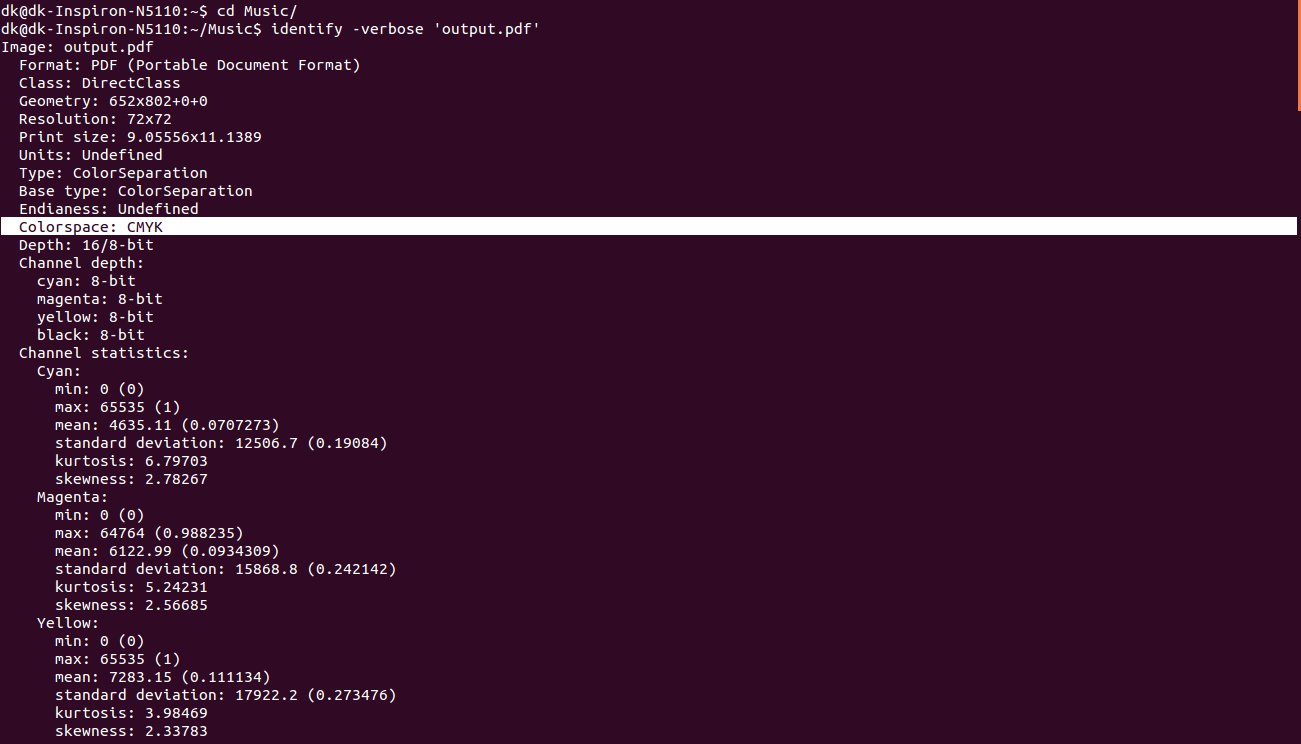 dk@dk-Inspiron-N5110:~$ cd Music/
dk@dk-Inspiron-N5110:~/Music$ identify -verbose 'output.pdf'
Image: output.pdf
  Format: PDF (Portable Document Format)
  Class: DirectClass
  Geometry: 652x802+0+0
  Resolution: 72x72
  Print size: 9.05556x11.1389
  Units: Undefined
  Type: ColorSeparation
  Base type: ColorSeparation
  Endianess: Undefined
  Colorspace: CMYK
  Depth: 16/8-bit
  Channel depth:
    cyan: 8-bit
    magenta: 8-bit
    yellow: 8-bit
    black: 8-bit
  Channel statistics:
    Cyan:
      min: 0 (0)
      max: 65535 (1)
      mean: 4635.11 (0.0707273)
      standard deviation: 12506.7 (0.19084)
      kurtosis: 6.79703
      skewness: 2.78267
    Magenta:
      min: 0 (0)
      max: 64764 (0.988235)
      mean: 6122.99 (0.0934309)
      standard deviation: 15868.8 (0.242142)
      kurtosis: 5.24231
      skewness: 2.56685
    Yellow:
      min: 0 (0)
      max: 65535 (1)
      mean: 7283.15 (0.111134)
      standard deviation: 17922.2 (0.273476)
      kurtosis: 3.98469
      skewness: 2.33783